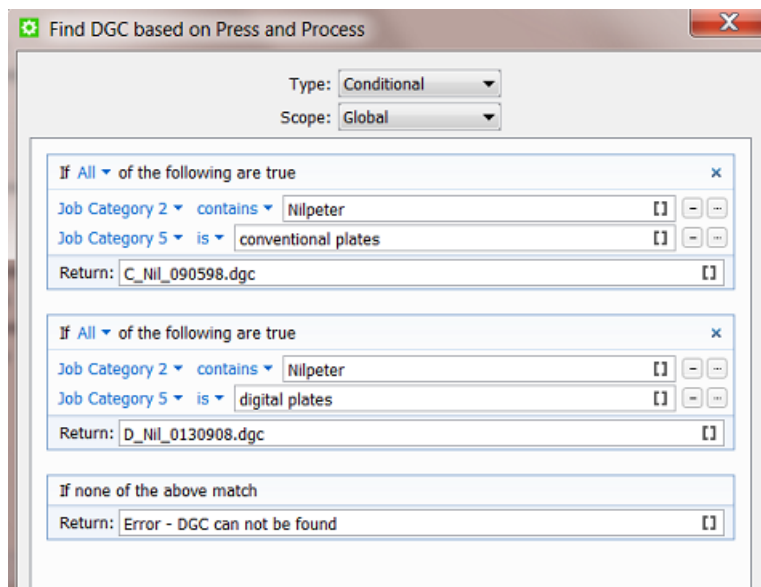 Find DGC based on Press and Process
Type: Conditional
Scope: Global
If All of the following are true
Job Category 2 contains Nilpeter
Job Category 5 is conventional plates
Return: C_Nil_090598.dgc
If All of the following are true
Job Category 2 contains Nilpeter
Job Category 5 is digital plates
Return: D_Nil_0130908.dgc
If none of the above match
Return: Error - DGC can not be found